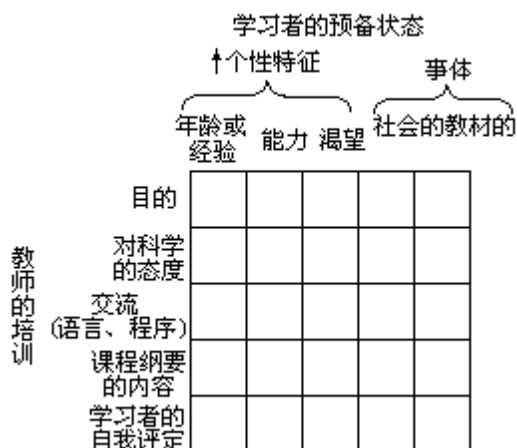 学习者的预备状态
个性特征
事体
年龄或
经验
能力
渴望
社会的教材的
目的
对科学
的态度
交流
(语言、程序)
课程纲要
的内容
学习者的
自我评定
教师的培训